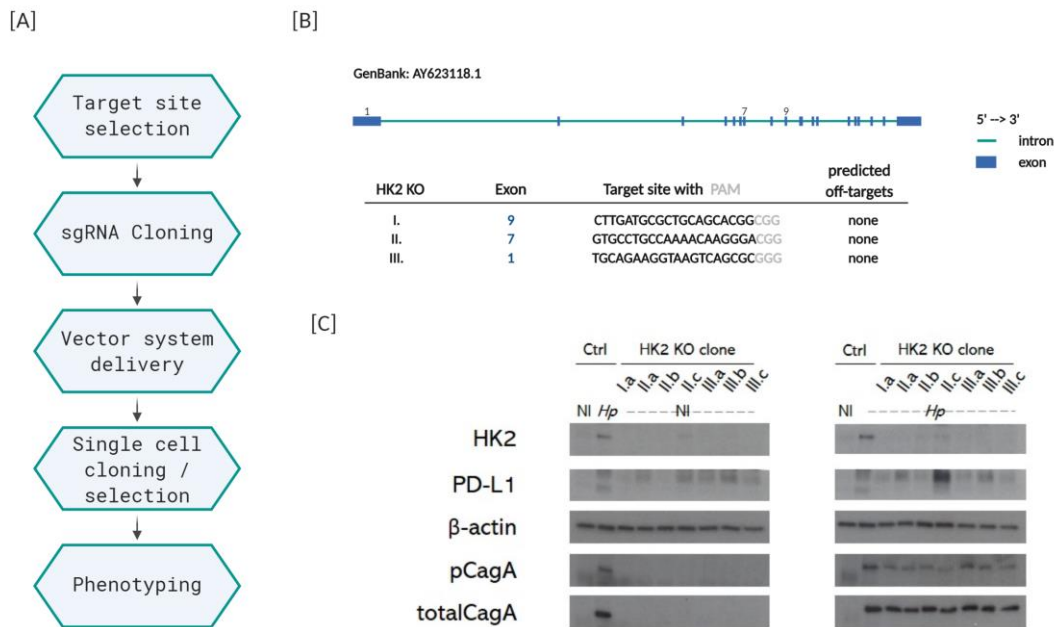 [A]
Target site
selection
sgRNA Cloning
Vector system
delivery
Single cell
cloning /
selection
Phenotyping
[B]
GenBank: AY623118.1
1 7 9
5' --> 3'
intron
exon
HK2 KO Exon Target site with PAM predicted
off-targets
I. 9 CTTGATGCGCTGCAGCACGGCGG none
II. 7 GTGCCTGCCAAAACAAGGGACGG none
III. 1 TGCAGAAGGTAAGTCAGCGCGGG none
[C]
Ctrl HK2 KO clone Ctrl HK2 KO clone
I.a II.a II.b II.c III.a III.b III.c I.a II.a II.b II.c III.a III.b III.c
NI Hp -----NI------ NI ------Hp------
HK2
PD-L1
β-actin
pCagA
totalCagA